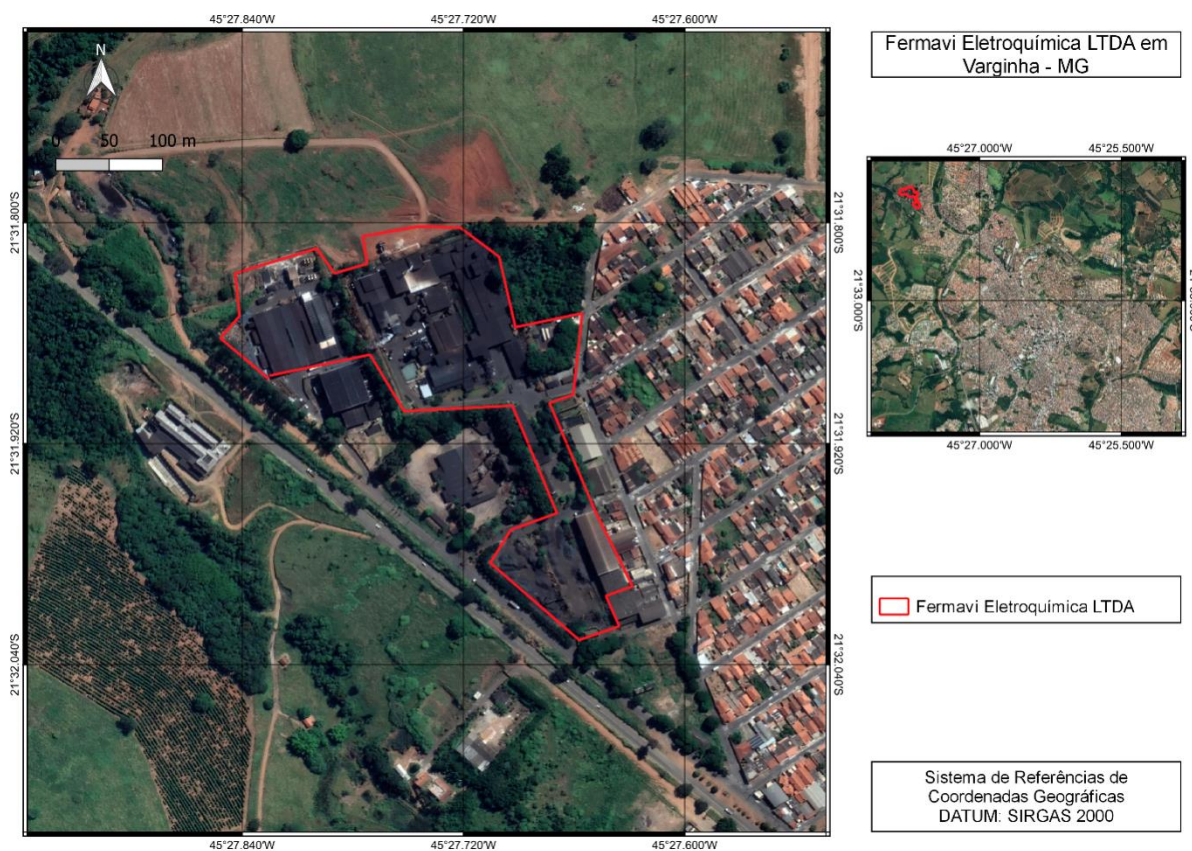 45°27.840'W 45°27.720'W 45°27.600'W
N
0 50 100 m
21°31.800'S
21°31.920'S
21°32.040'S
21°31.800'S
21°31.920'S
21°32.040'S
45°27.840'W 45°27.720'W 45°27.600'W
Fermavi Eletroquímica LTDA em
Varginha - MG
45°27.000'W 45°25.500'W
21°33.000'S
45°27.000'W 45°25.500'W
Fermavi Eletroquímica LTDA
Sistema de Referências de
Coordenadas Geográficas
DATUM: SIRGAS 2000